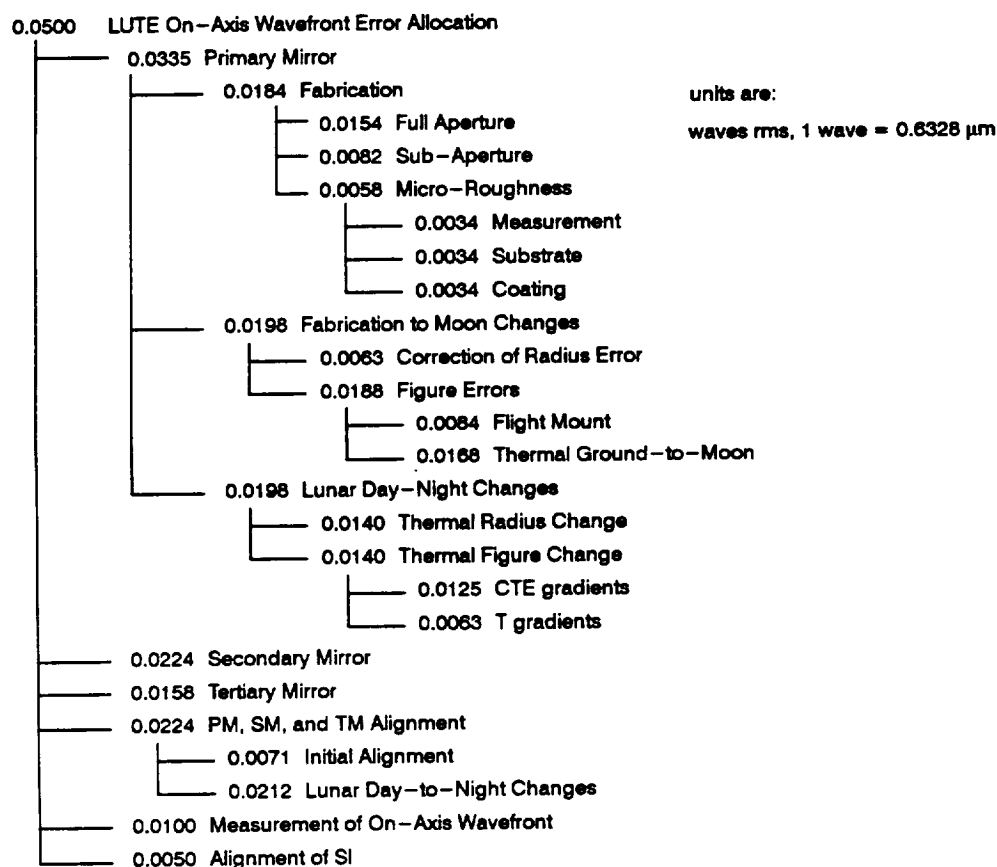 0.0500 LUTE On-Axis Wavefront Error Allocation
0.0335 Primary Mirror
0.0184 Fabrication
units are:
0.0154 Full Aperture
waves rms, 1 wave = 0.6328 μm
0.0082 Sub-Aperture
0.0058 Micro-Roughness
0.0034 Measurement
0.0034 Substrate
0.0034 Coating
0.0198 Fabrication to Moon Changes
0.0063 Correction of Radius Error
0.0188 Figure Errors
0.0084 Flight Mount
0.0168 Thermal Ground-to-Moon
0.0198 Lunar Day-Night Changes
0.0140 Thermal Radius Change
0.0140 Thermal Figure Change
0.0125 CTE gradients
0.0063 T gradients
0.0224 Secondary Mirror
0.0158 Tertiary Mirror
0.0224 PM, SM, and TM Alignment
0.0071 Initial Alignment
0.0212 Lunar Day-to-Night Changes
0.0100 Measurement of On-Axis Wavefront
0.0050 Alignment of SI